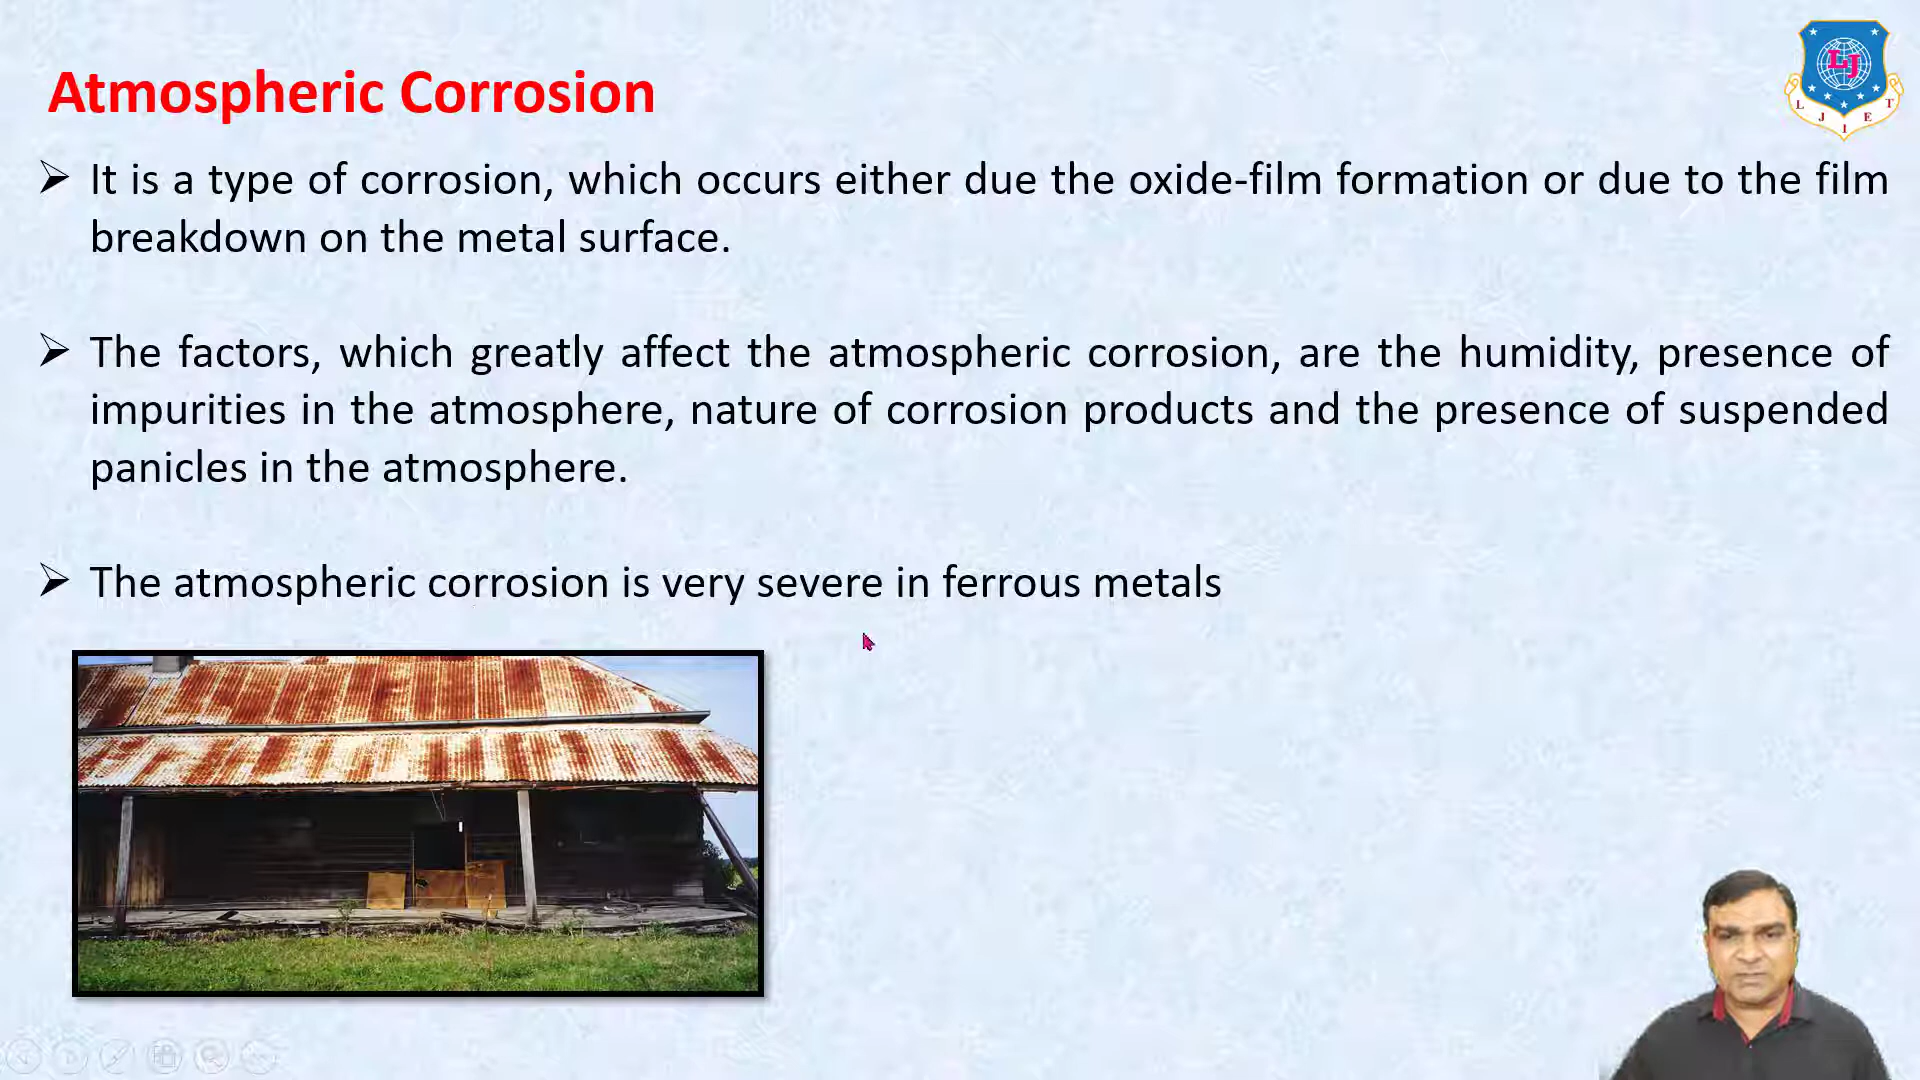 Atmospheric Corrosion
It is a type of corrosion, which occurs either due the oxide-film formation or due to the film
breakdown on the metal surface.
The factors, which greatly affect the atmospheric corrosion, are the humidity, presence of
impurities in the atmosphere, nature of corrosion products and the presence of suspended
panicles in the atmosphere.
The atmospheric corrosion is very severe in ferrous metals
LJ
L J I E T